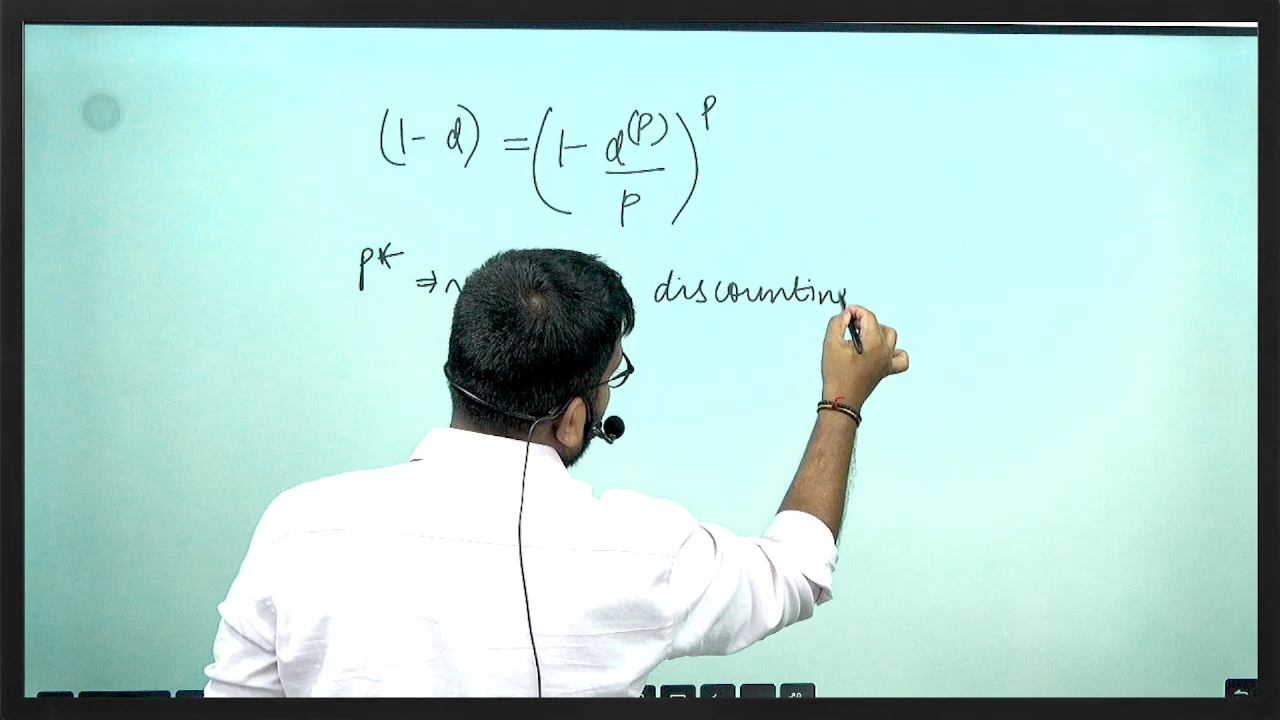 (1 - d) = (1 - d^(p)/p)^p
p* ⇒ discounting